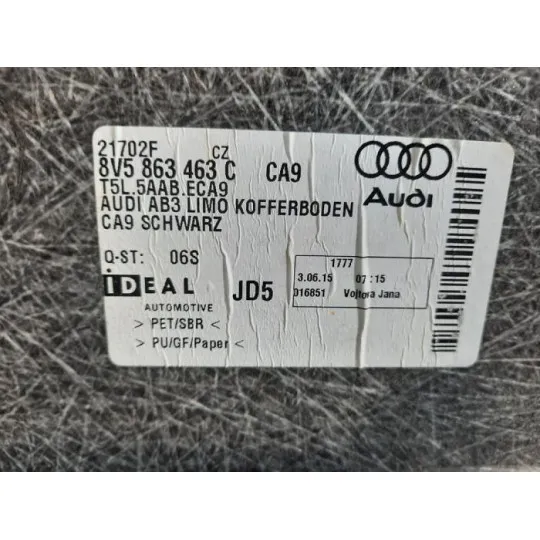 21702F CZ
8V5 863 463 C CA9
T5L.5AAB.ECA9
AUDI AB3 LIMO KOFFERBODEN
CA9 SCHWARZ
Audi
Q-ST: 06S
1777
3.06.15 07:15
016851 Vojtova Jana
IDEAL
AUTOMOTIVE
JD5
> PET/SBR <
> PU/GF/Paper <